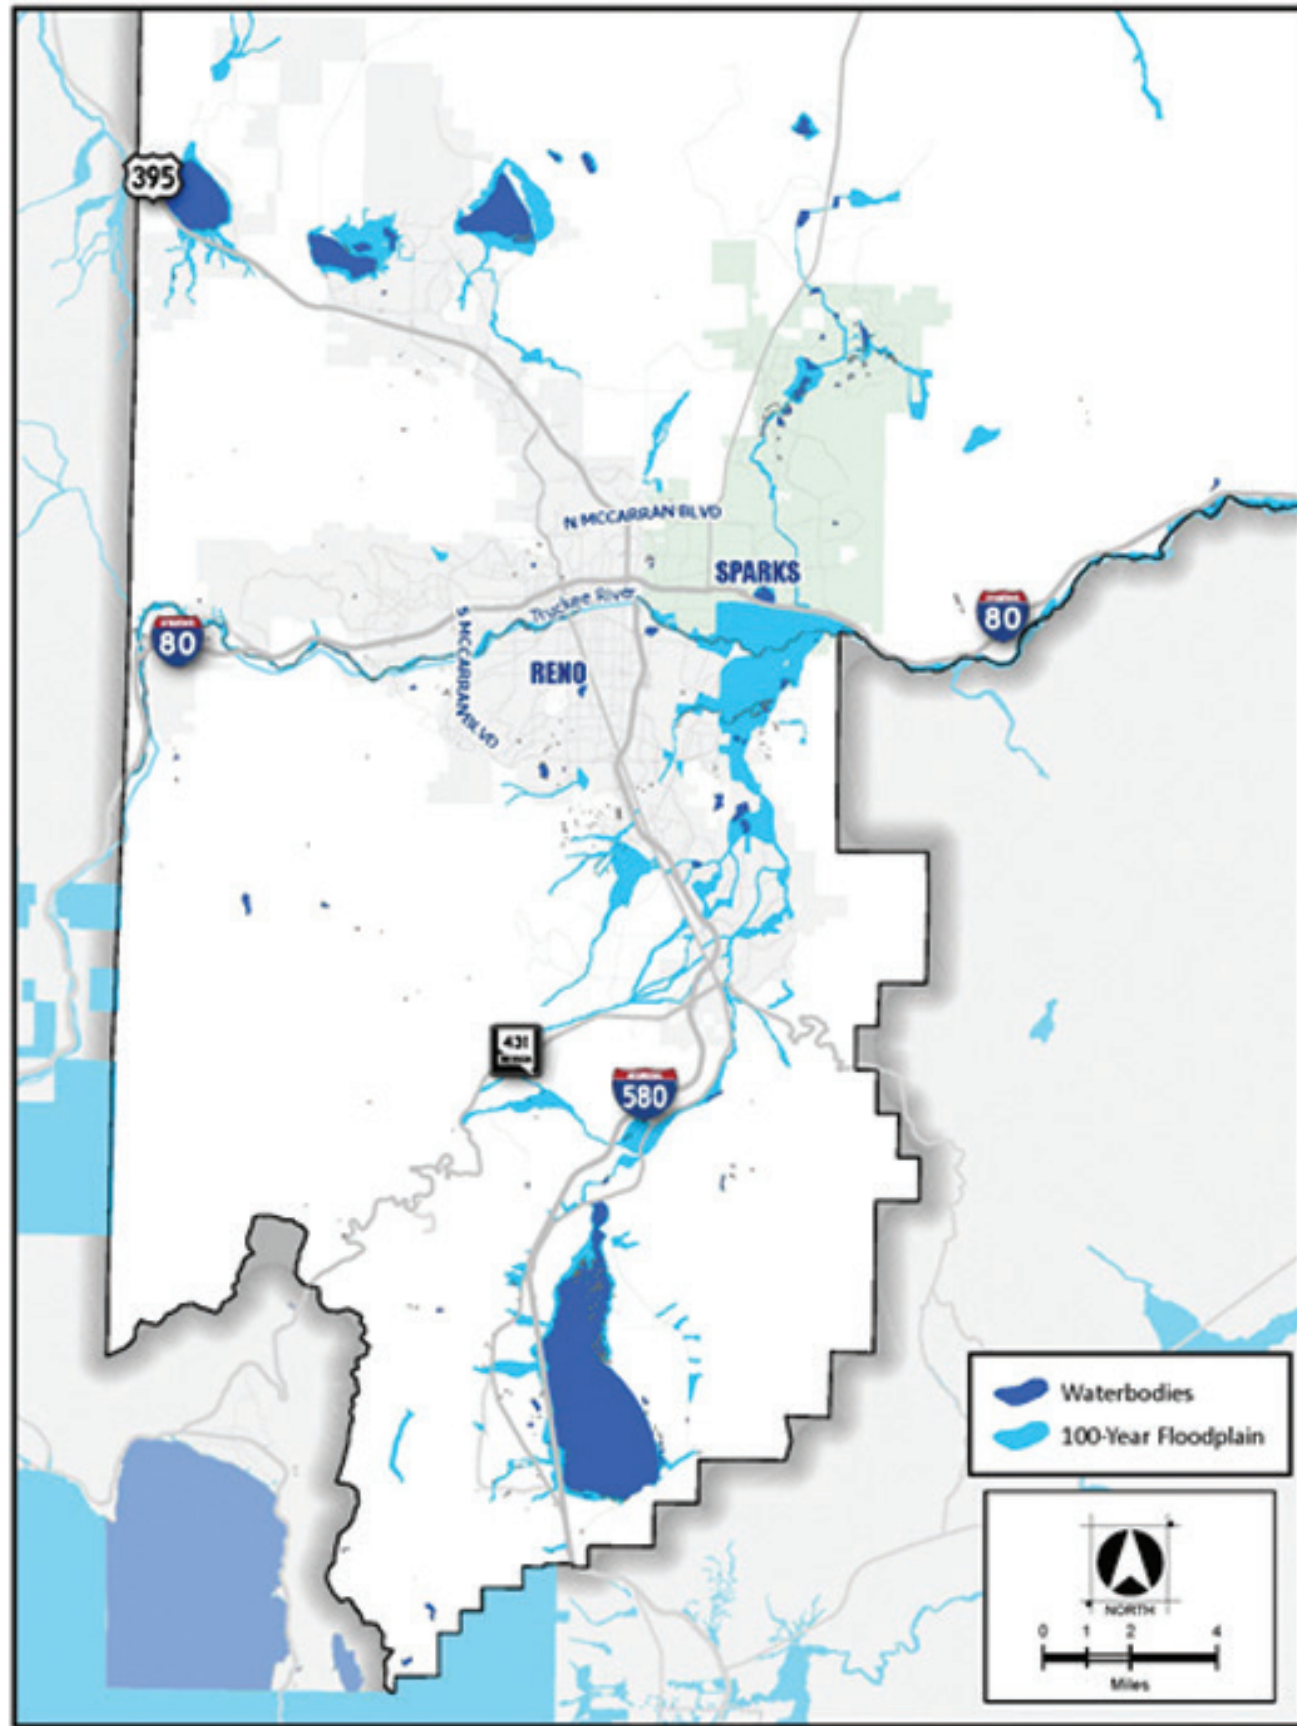 395
N MCCARRAN BLVD
SPARKS
Truckee River
80
80
S MCCARRAN BLVD
RENO
431
580
Waterbodies
100-Year Floodplain
NORTH
0 1 2 4
Miles